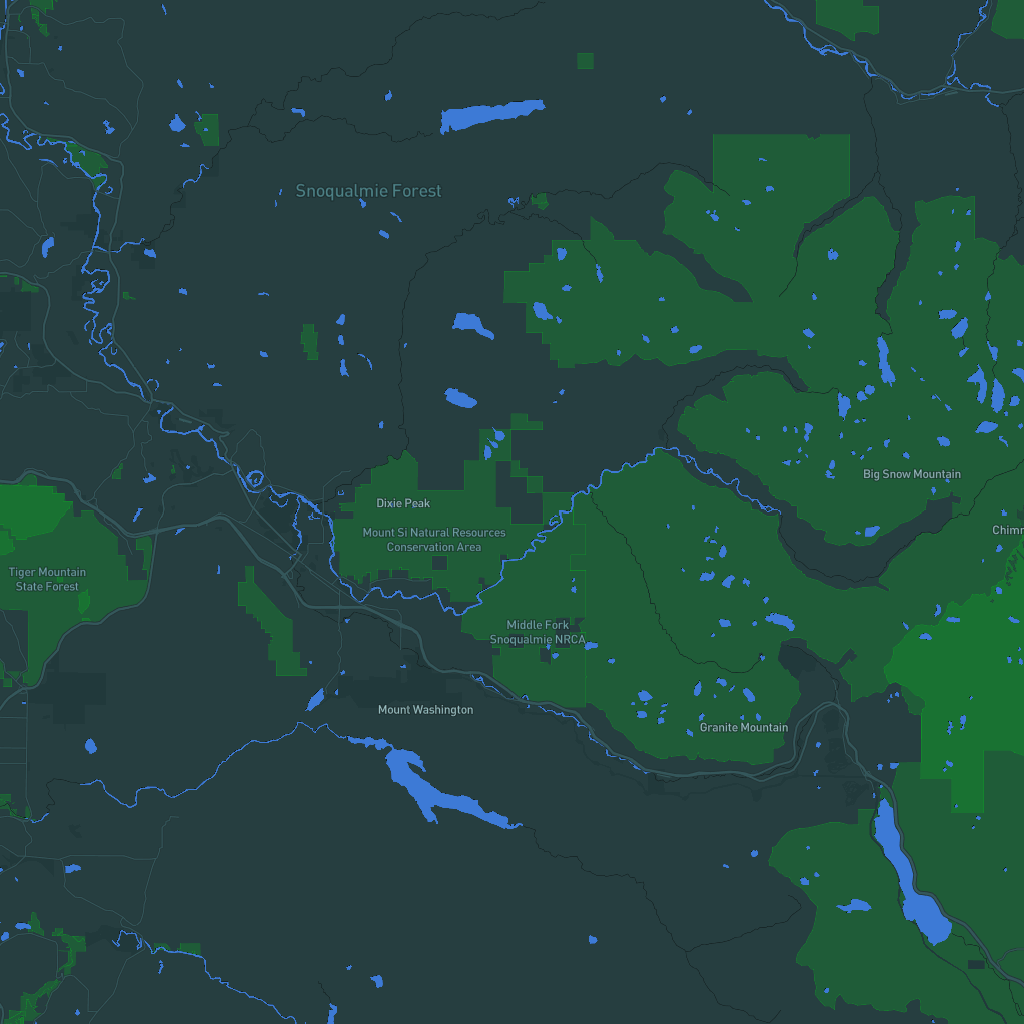 Snoqualmie Forest
Big Snow Mountain
Dixie Peak
Mount Si Natural Resources
Conservation Area
Chimn
Tiger Mountain
State Forest
Middle Fork
Snoqualmie NRCA
Mount Washington
Granite Mountain